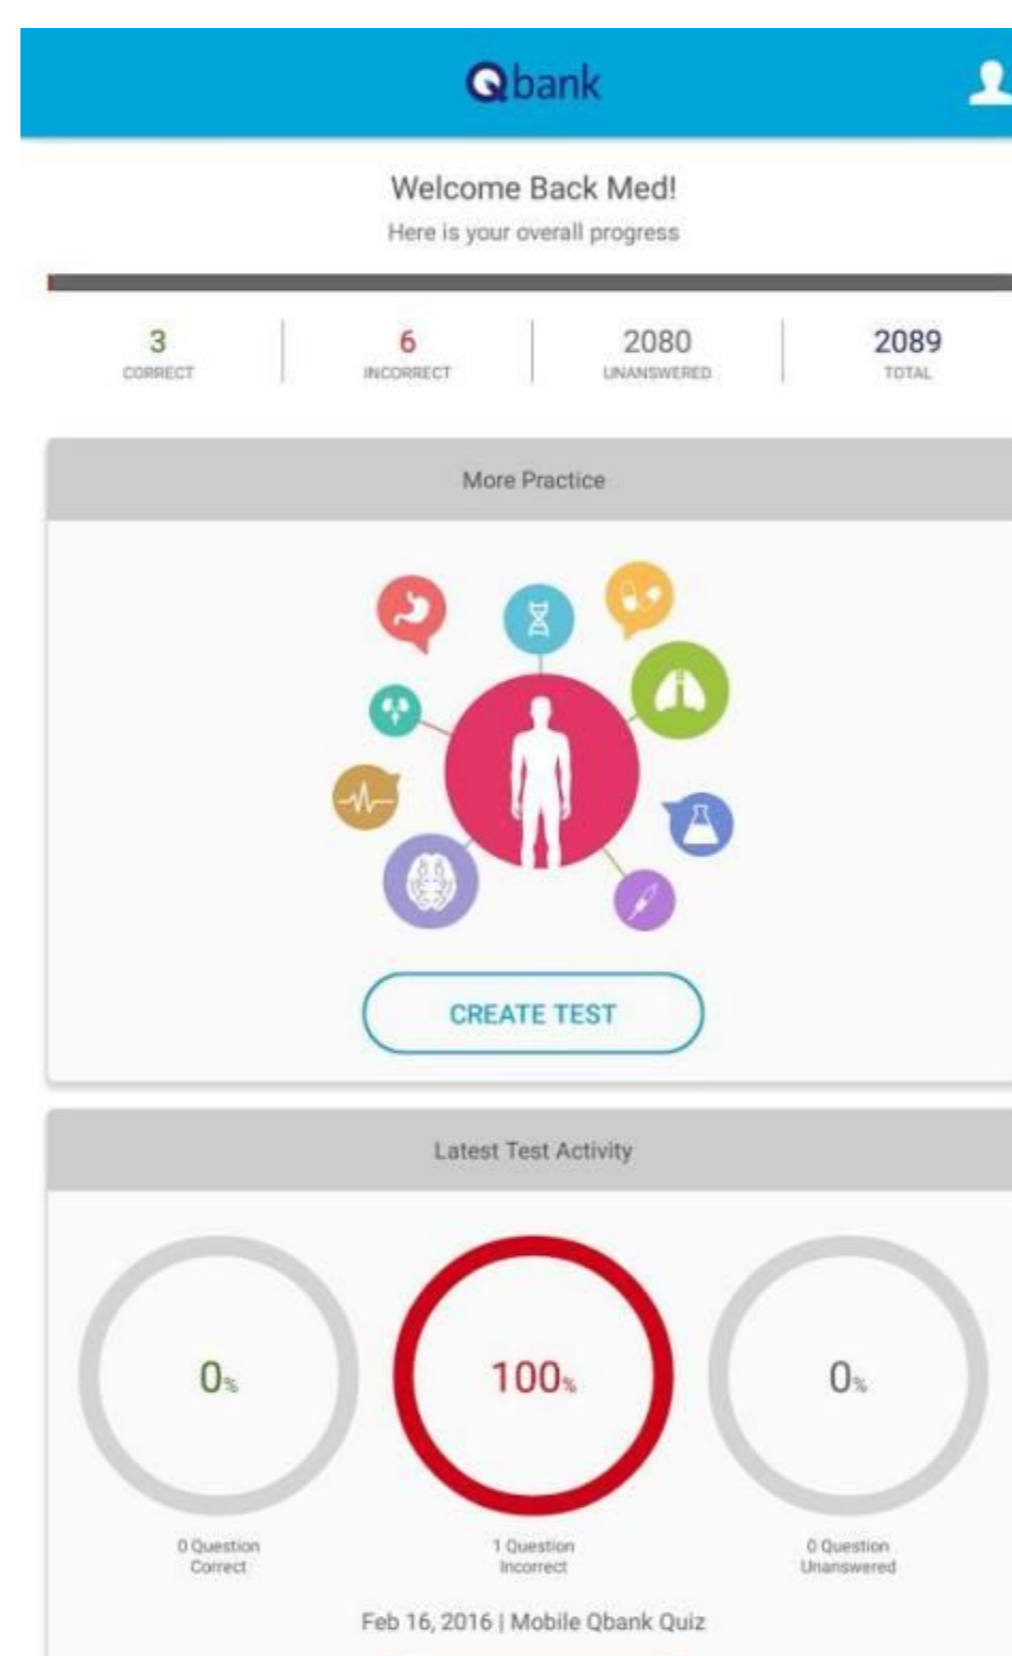 Qbank
Welcome Back Med!
Here is your overall progress
3 6 2080 2089
CORRECT INCORRECT UNANSWERED TOTAL
More Practice
CREATE TEST
Latest Test Activity
0% 100% 0%
0 Question 1 Question 0 Question
Correct Incorrect Unanswered
Feb 16, 2016 | Mobile Qbank Quiz